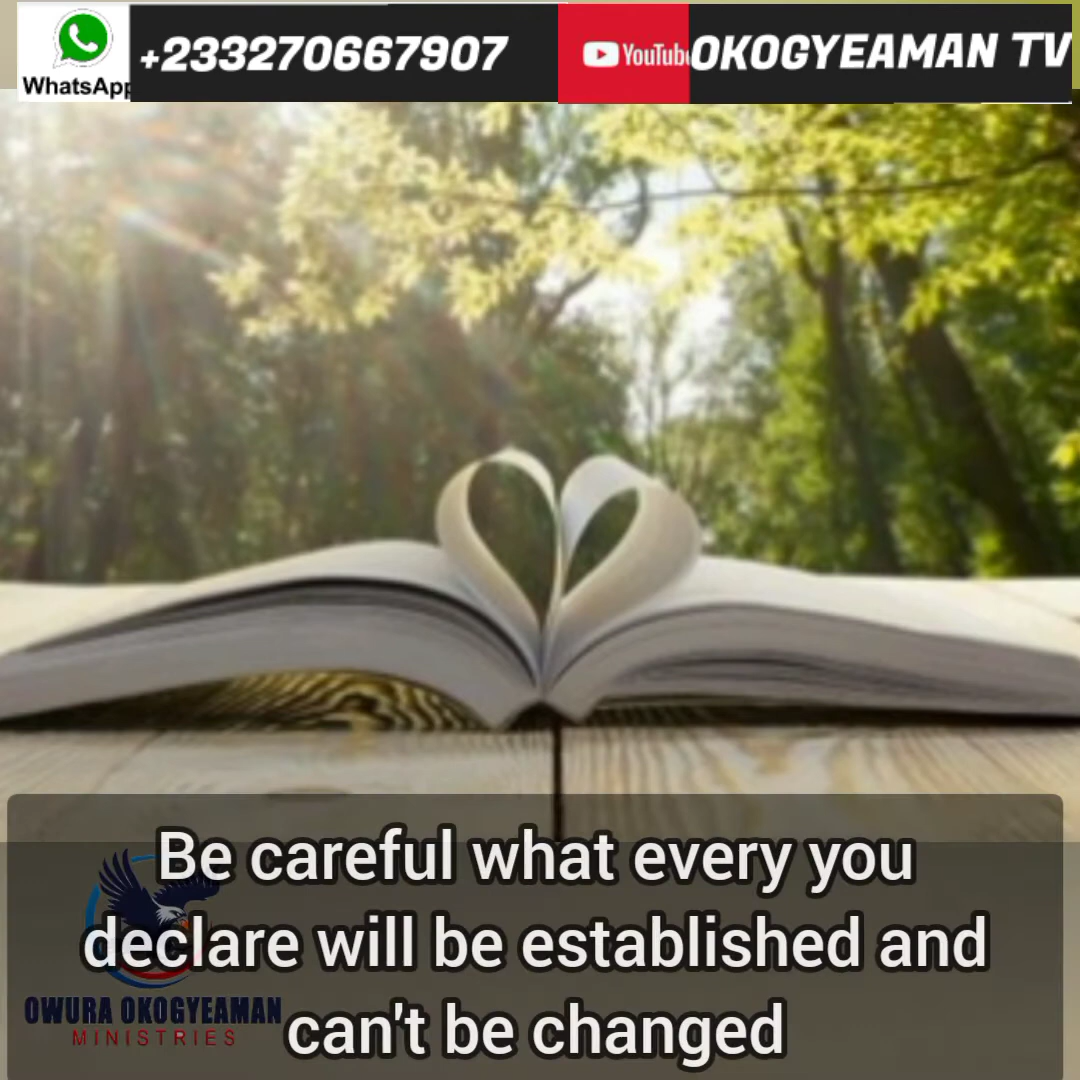 WhatsApp
+233270667907
YouTube
OKOGYEAMAN TV
Be careful what every you
declare will be established and
can't be changed
OWURA OKOGYEAMAN
MINISTRIES